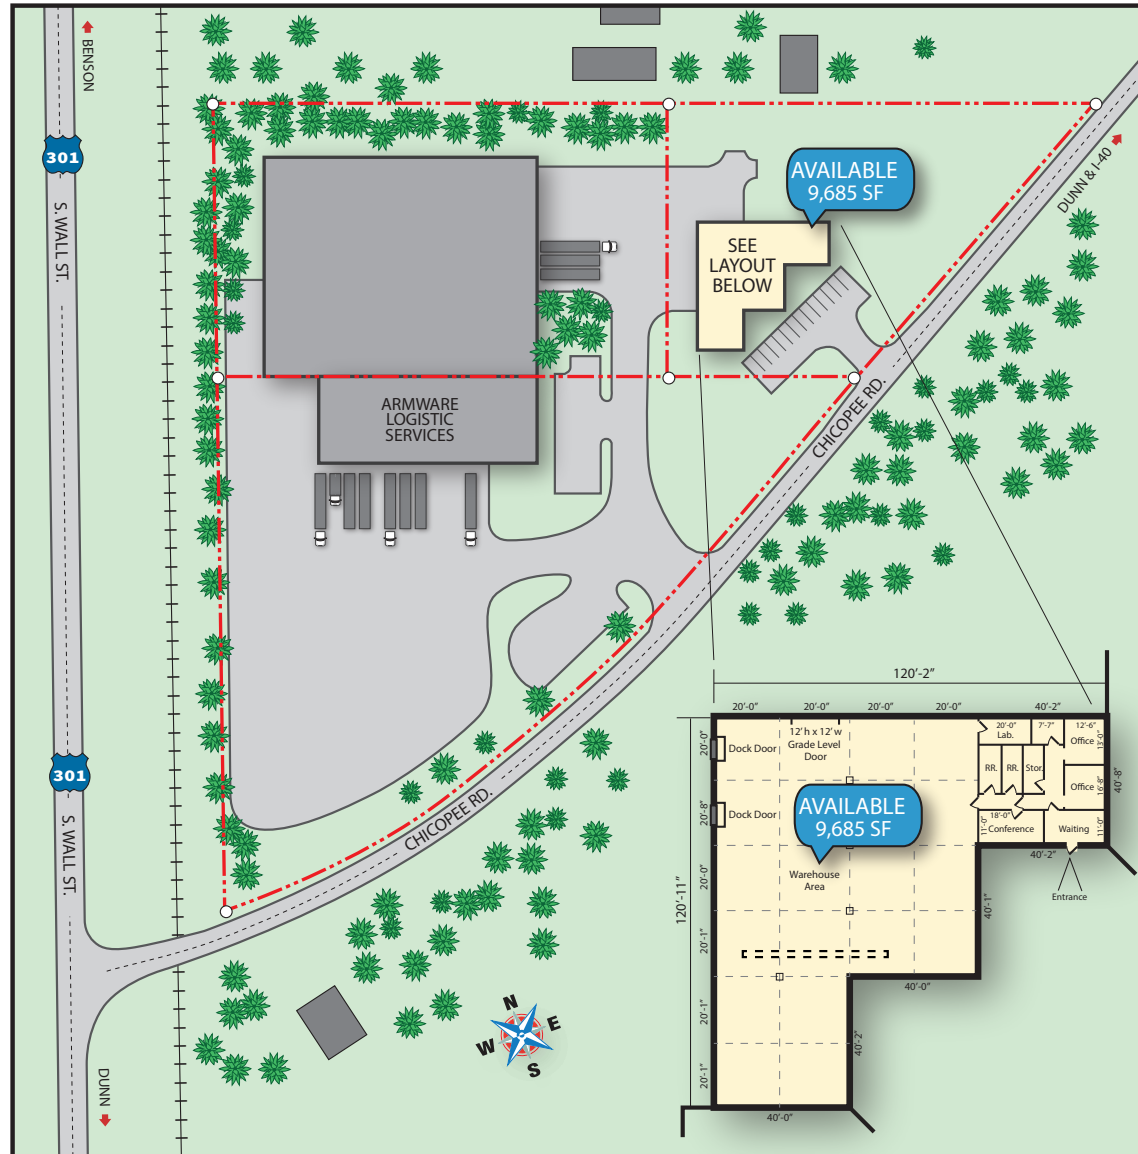 BENSON
301
S. WALL ST.
AVAILABLE
9,685 SF
DUNN & I-40
SEE
LAYOUT
BELOW
ARMWARE
LOGISTIC
SERVICES
CHICOPEE RD.
301
S. WALL ST.
CHICOPEE RD.
DUNN
N
E
W
S
120'-2"
20'-0"
20'-0"
20'-0"
20'-0"
40'-2"
120'-11"
20'-0"
20'-8"
20'-0"
20'-1"
20'-1"
20'-1"
Dock Door
12' h x 12' w
Grade Level
Door
20'-0"
Lab.
7'-7"
12'-6"
Office
13'-0"
RR.
RR.
Stor.
Office
16'-8"
40'-8"
Dock Door
AVAILABLE
9,685 SF
18'-0"
11'-0"
Conference
Waiting
11'-0"
40'-2"
Entrance
Warehouse
Area
40'-1"
40'-0"
40'-2"
40'-0"